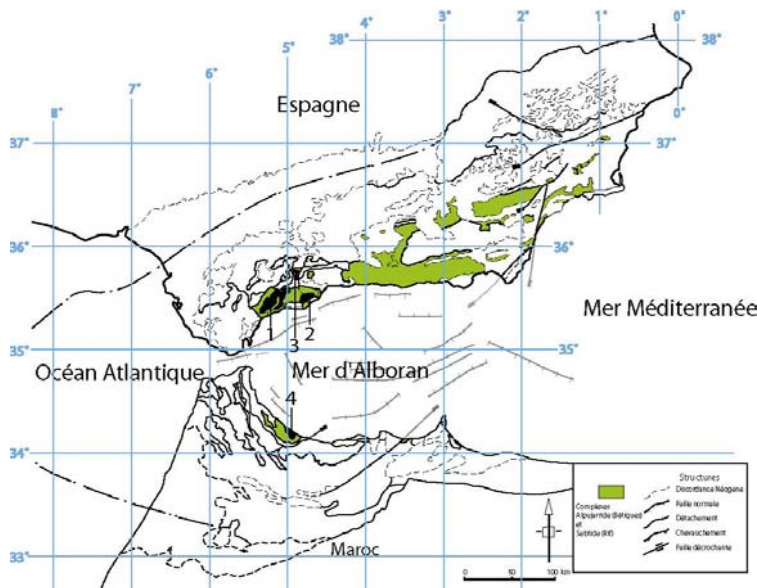 0°
1°
2°
3°
4°
5°
6°
7°
8°
38°
38°
0°
37°
37°
36°
36°
35°
35°
34°
34°
33°
33°
Espagne
Mer Méditerranée
Océan Atlantique
Mer d'Alboran
Maroc
1
2
3
4
Complexe
Alpujarride (Bétiques)
et
Sebtide (Rif)
Structures
Discordance Néogène
Faille normale
Détachement
Chevauchement
Faille décrochante
0 50 100 km